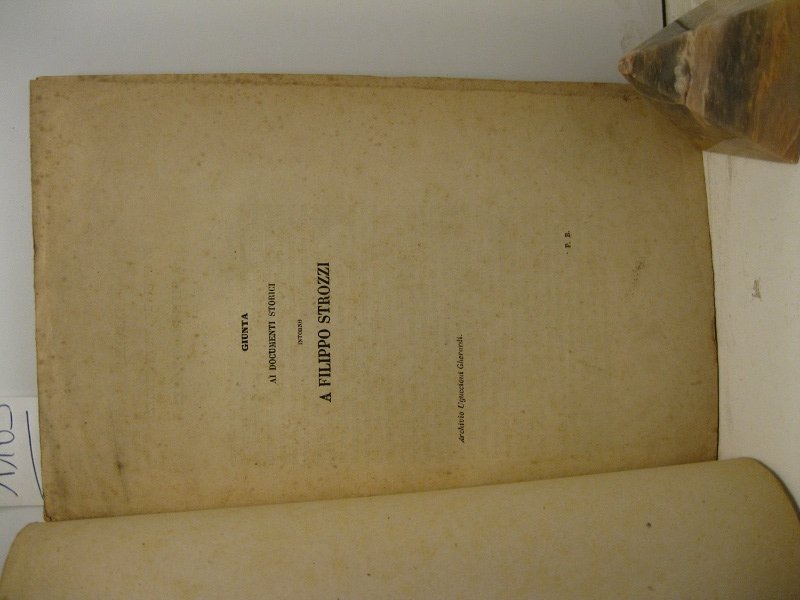 GIUNTA
AI DOCUMENTI STORICI
INTORNO
A FILIPPO STROZZI
Archivio Uguccioni Gherardi.
P. B.